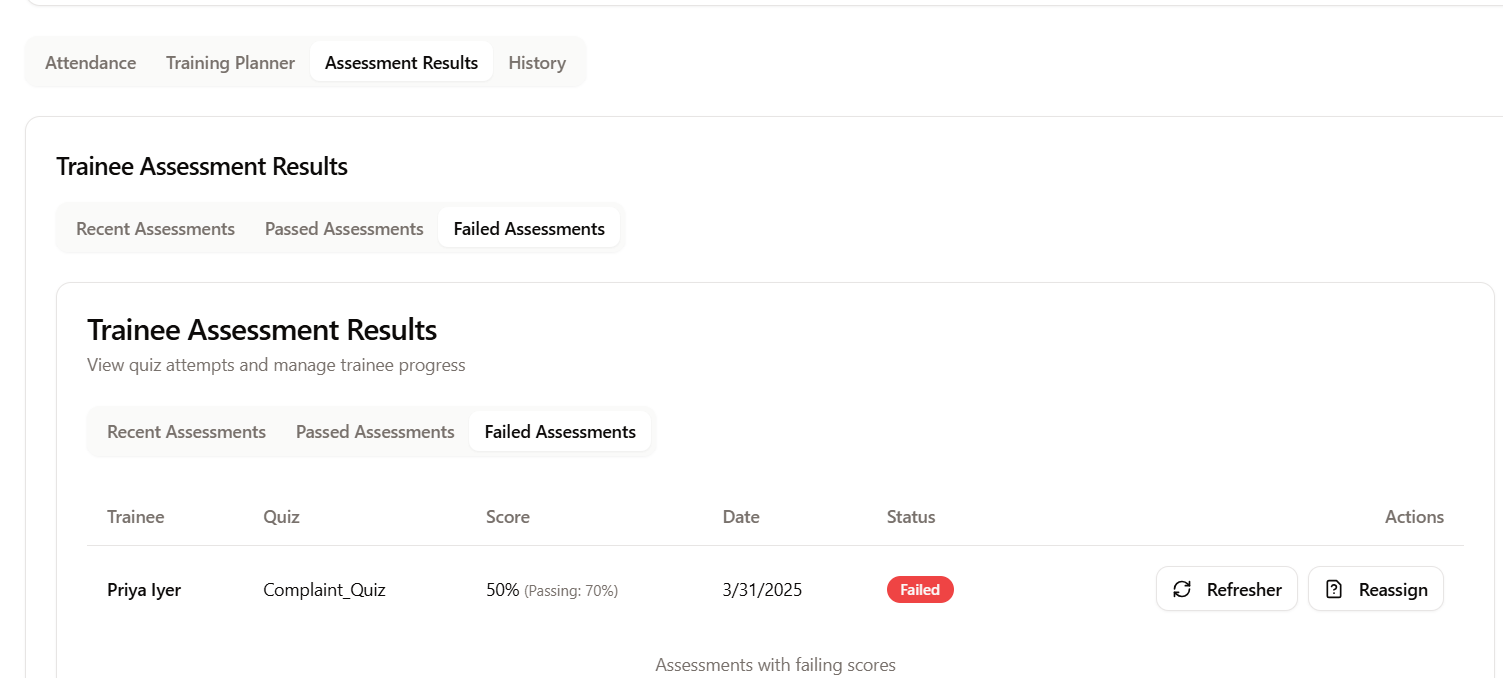 Attendance Training Planner Assessment Results History
Trainee Assessment Results
Recent Assessments Passed Assessments Failed Assessments
Trainee Assessment Results
View quiz attempts and manage trainee progress
Recent Assessments Passed Assessments Failed Assessments
Trainee Quiz Score Date Status Actions
Priya Iyer Complaint_Quiz 50% (Passing: 70%) 3/31/2025 Failed Refresher Reassign
Assessments with failing scores